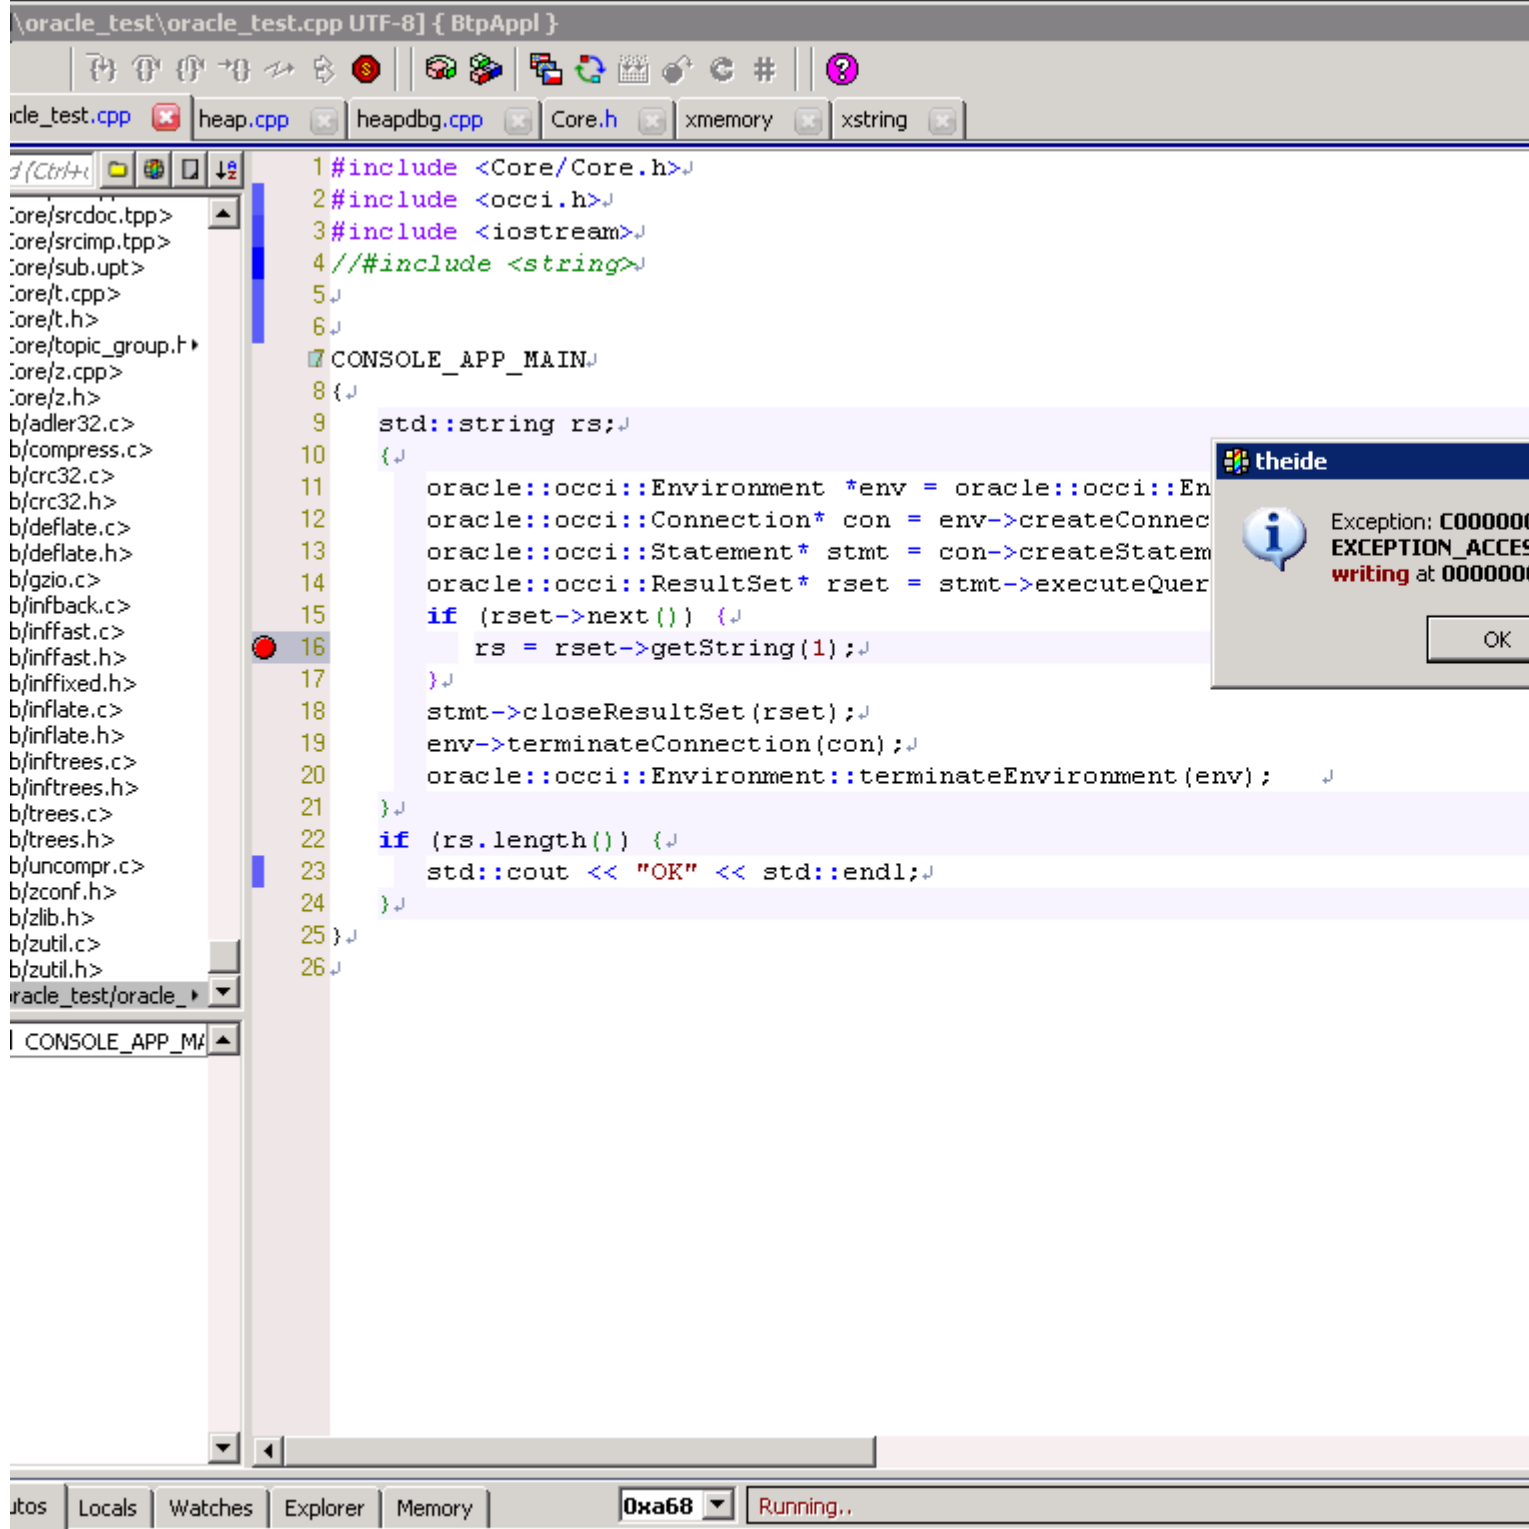 \oracle_test\oracle_test.cpp UTF-8] { BtpAppl }
cle_test.cpp heap.cpp heapdbg.cpp Core.h xmemory xstring
d (Ctrl+
ore/srcdoc.tpp>
ore/srcimp.tpp>
ore/sub.upt>
ore/t.cpp>
ore/t.h>
ore/topic_group.h
ore/z.cpp>
ore/z.h>
b/adler32.c>
b/compress.c>
b/crc32.c>
b/crc32.h>
b/deflate.c>
b/deflate.h>
b/gzio.c>
b/infback.c>
b/inffast.c>
b/inffast.h>
b/inffixed.h>
b/inflate.c>
b/inflate.h>
b/inftrees.c>
b/inftrees.h>
b/trees.c>
b/trees.h>
b/uncompr.c>
b/zconf.h>
b/zlib.h>
b/zutil.c>
b/zutil.h>
racle_test/oracle_
CONSOLE_APP_MA
1 #include <Core/Core.h>
2 #include <occi.h>
3 #include <iostream>
4 //#include <string>
5
6
7 CONSOLE_APP_MAIN
8 {
9 std::string rs;
10 {
11 oracle::occi::Environment *env = oracle::occi::En
12 oracle::occi::Connection* con = env->createConnec
13 oracle::occi::Statement* stmt = con->createStatem
14 oracle::occi::ResultSet* rset = stmt->executeQuer
15 if (rset->next()) {
16 rs = rset->getString(1);
17 }
18 stmt->closeResultSet(rset);
19 env->terminateConnection(con);
20 oracle::occi::Environment::terminateEnvironment(env);
21 }
22 if (rs.length()) {
23 std::cout << "OK" << std::endl;
24 }
25 }
26
theide
Exception: C000000
EXCEPTION_ACCES
writing at 0000000
OK
utos Locals Watches Explorer Memory 0xa68 Running..